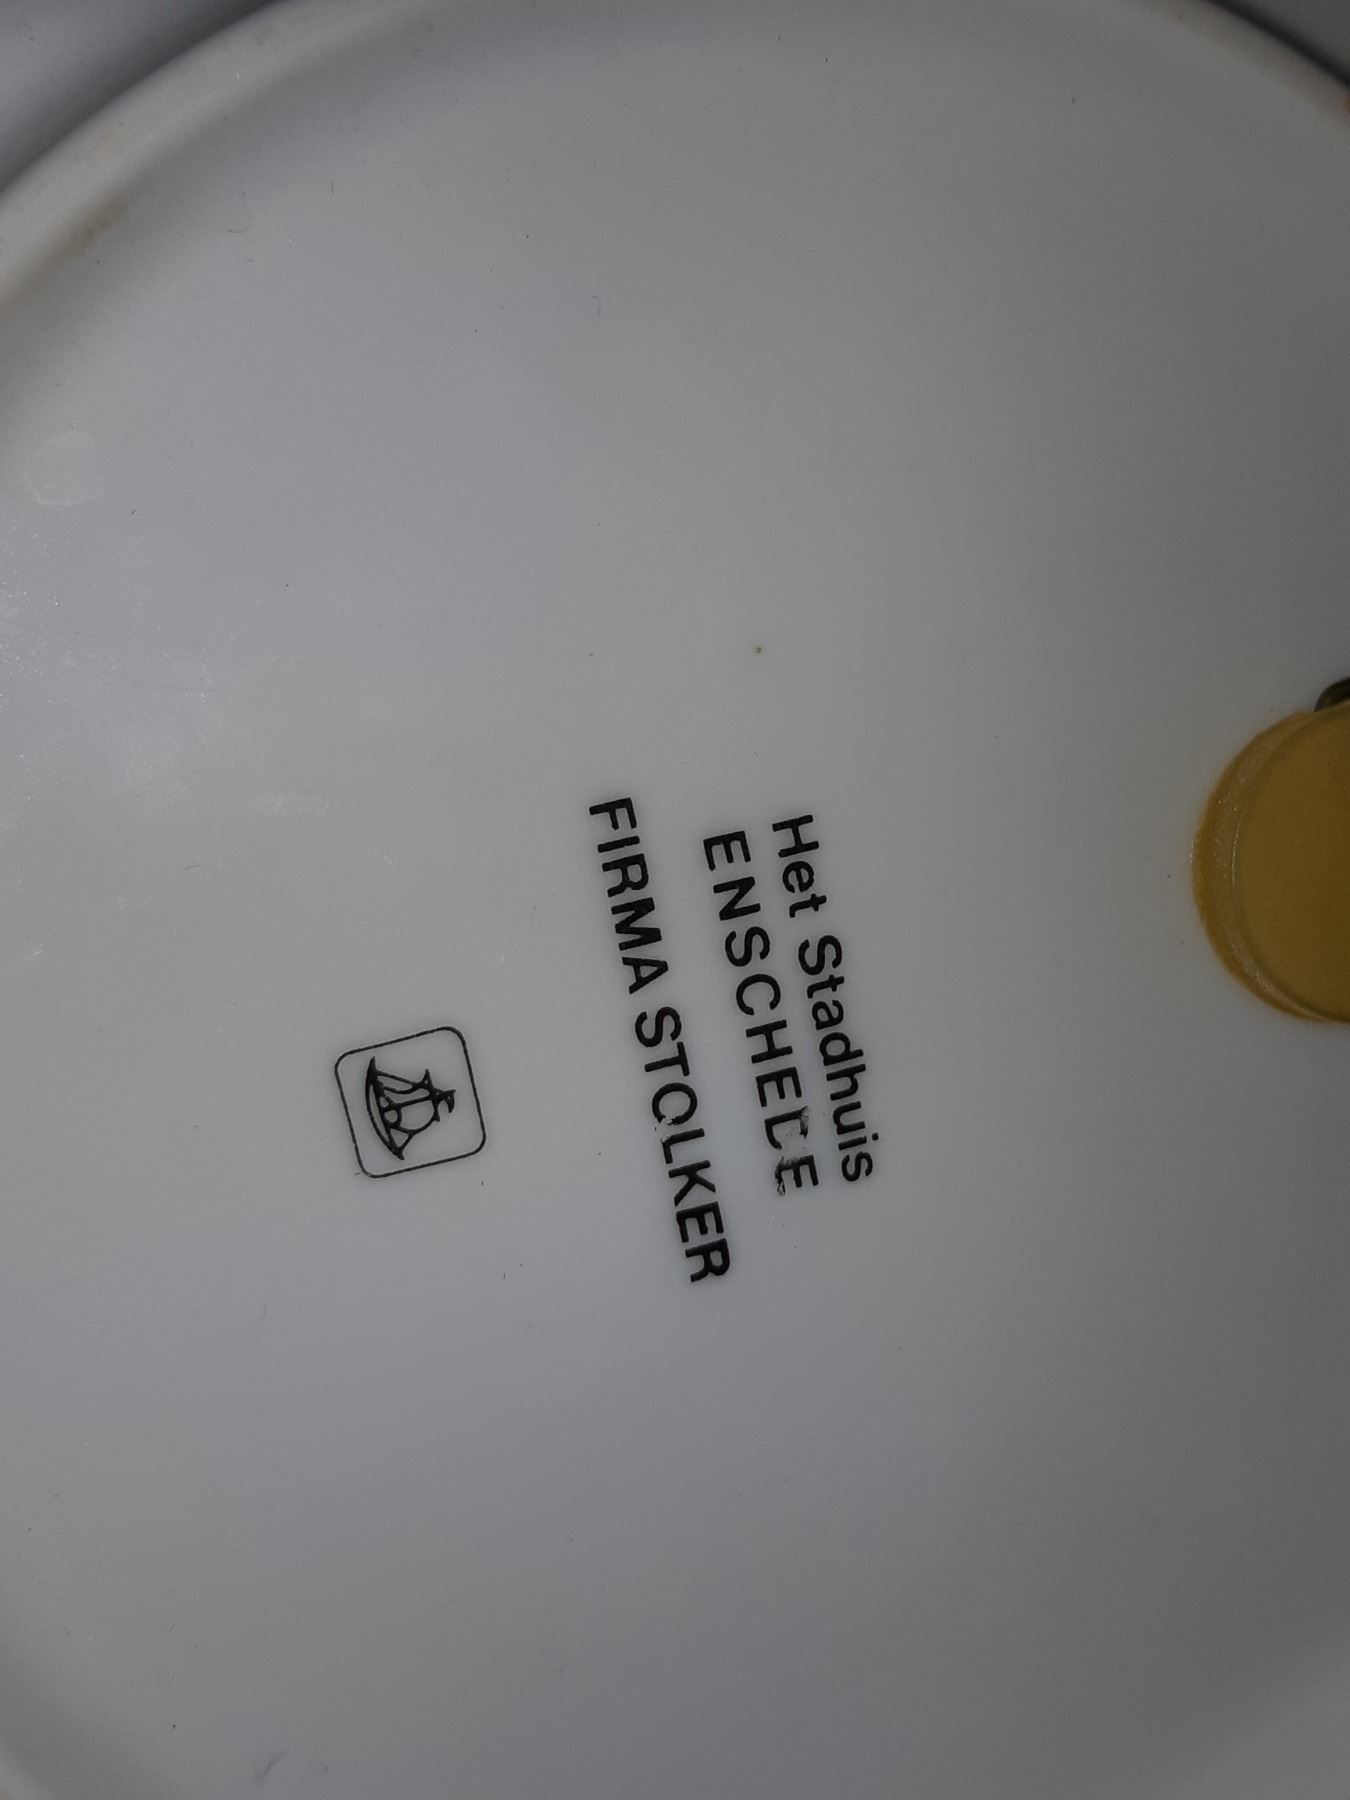 Het Stadhuis
ENSCHEDE
FIRMA STOLKER